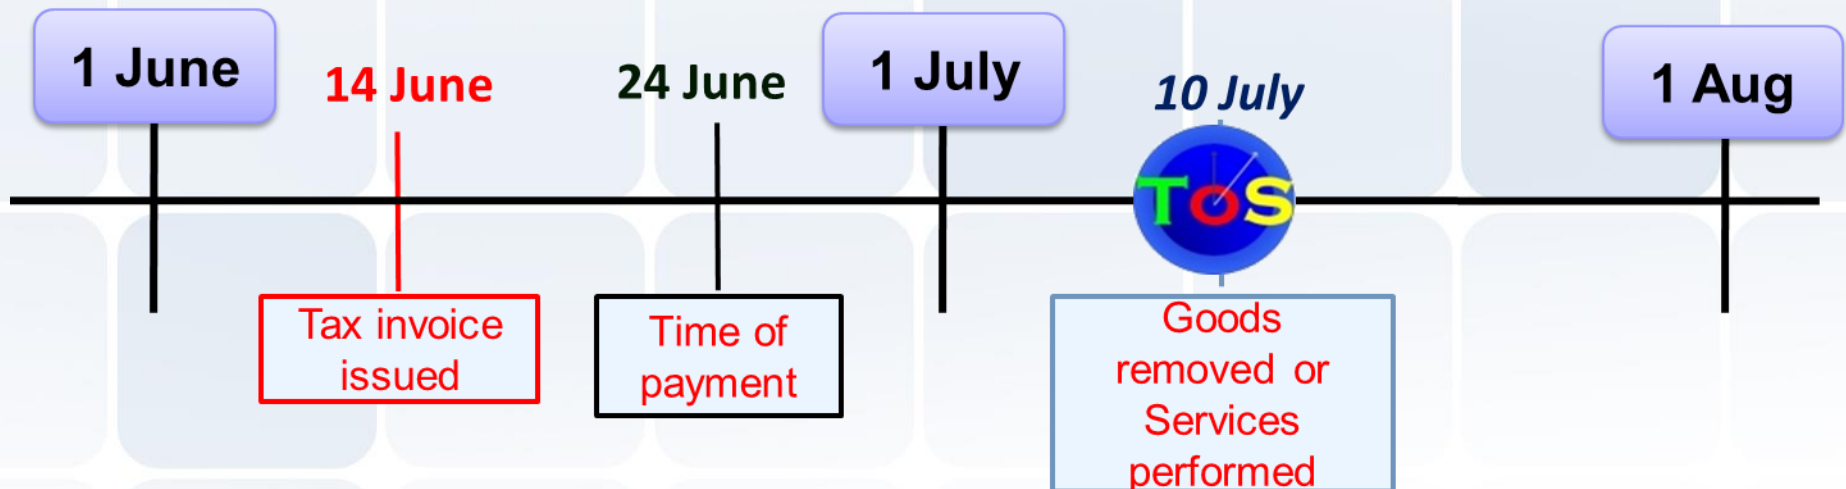 1 June
14 June
24 June
1 July
10 July
1 Aug
TOS
Tax invoice
issued
Time of
payment
Goods
removed or
Services
performed